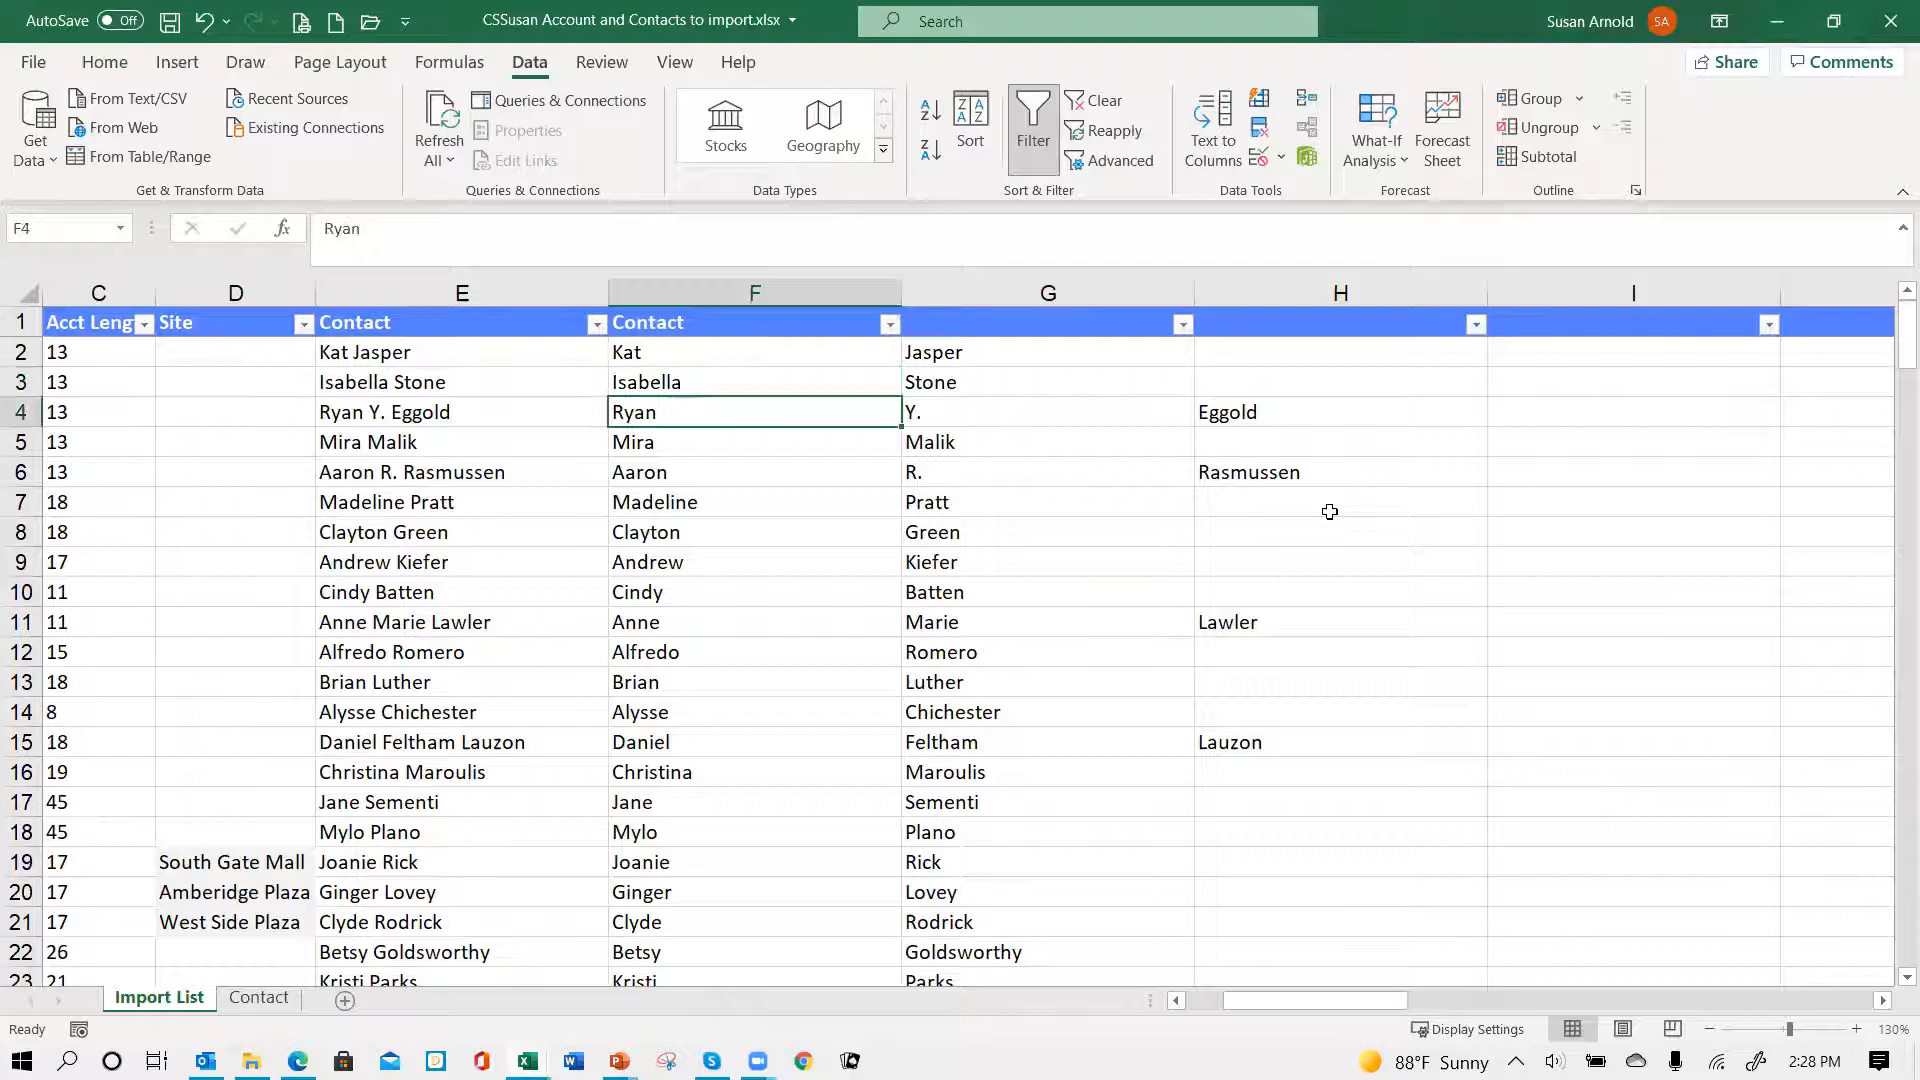 AutoSave Off CSSusan Account and Contacts to import.xlsx Search Susan Arnold SA
File Home Insert Draw Page Layout Formulas Data Review View Help Share Comments
Get Data
From Text/CSV
From Web
From Table/Range
Recent Sources
Existing Connections
Get & Transform Data
Refresh All
Queries & Connections
Properties
Edit Links
Queries & Connections
Stocks Geography
Data Types
Sort
Filter
Clear
Reapply
Advanced
Sort & Filter
Text to Columns
Data Tools
What-If Analysis
Forecast Sheet
Forecast
Group
Ungroup
Subtotal
Outline
F4 fx Ryan
C D E F G H I
1 Acct Leng Site Contact Contact
2 13 Kat Jasper Kat Jasper
3 13 Isabella Stone Isabella Stone
4 13 Ryan Y. Eggold Ryan Y. Eggold
5 13 Mira Malik Mira Malik
6 13 Aaron R. Rasmussen Aaron R. Rasmussen
7 18 Madeline Pratt Madeline Pratt
8 18 Clayton Green Clayton Green
9 17 Andrew Kiefer Andrew Kiefer
10 11 Cindy Batten Cindy Batten
11 11 Anne Marie Lawler Anne Marie Lawler
12 15 Alfredo Romero Alfredo Romero
13 18 Brian Luther Brian Luther
14 8 Alysse Chichester Alysse Chichester
15 18 Daniel Feltham Lauzon Daniel Feltham Lauzon
16 19 Christina Maroulis Christina Maroulis
17 45 Jane Sementi Jane Sementi
18 45 Mylo Plano Mylo Plano
19 17 South Gate Mall Joanie Rick Joanie Rick
20 17 Amberidge Plaza Ginger Lovey Ginger Lovey
21 17 West Side Plaza Clyde Rodrick Clyde Rodrick
22 26 Betsy Goldsworthy Betsy Goldsworthy
23 21 Kristi Parks Kristi Parks
Import List Contact
Ready Display Settings 130%
88°F Sunny 2:28 PM